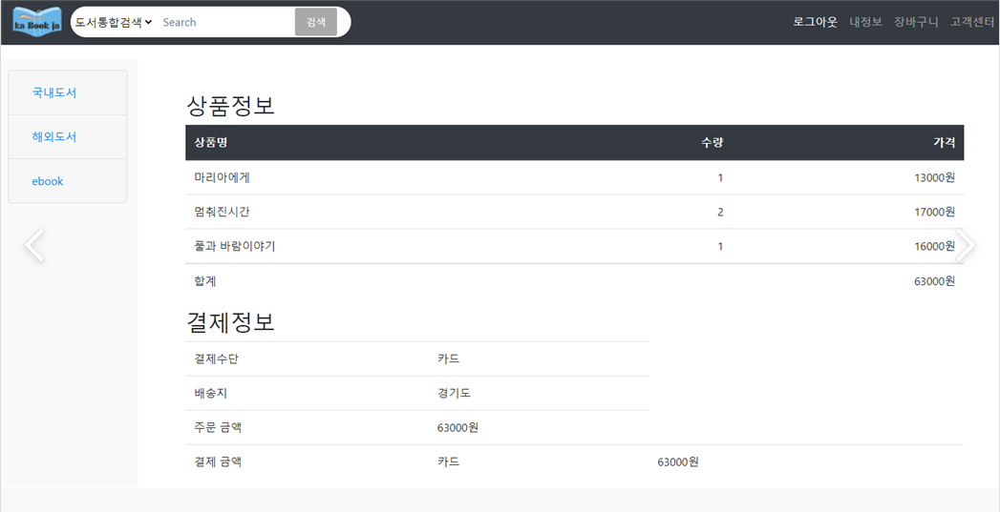 ka Book ja 도서통합검색 Search 검색 로그아웃 내정보 장바구니 고객센터
국내도서
해외도서
ebook
상품정보
상품명 수량 가격
마리아에게 1 13000원
멈춰진시간 2 17000원
풀과 바람이야기 1 16000원
합계 63000원
결제정보
결제수단 카드
배송지 경기도
주문 금액 63000원
결제 금액 카드 63000원